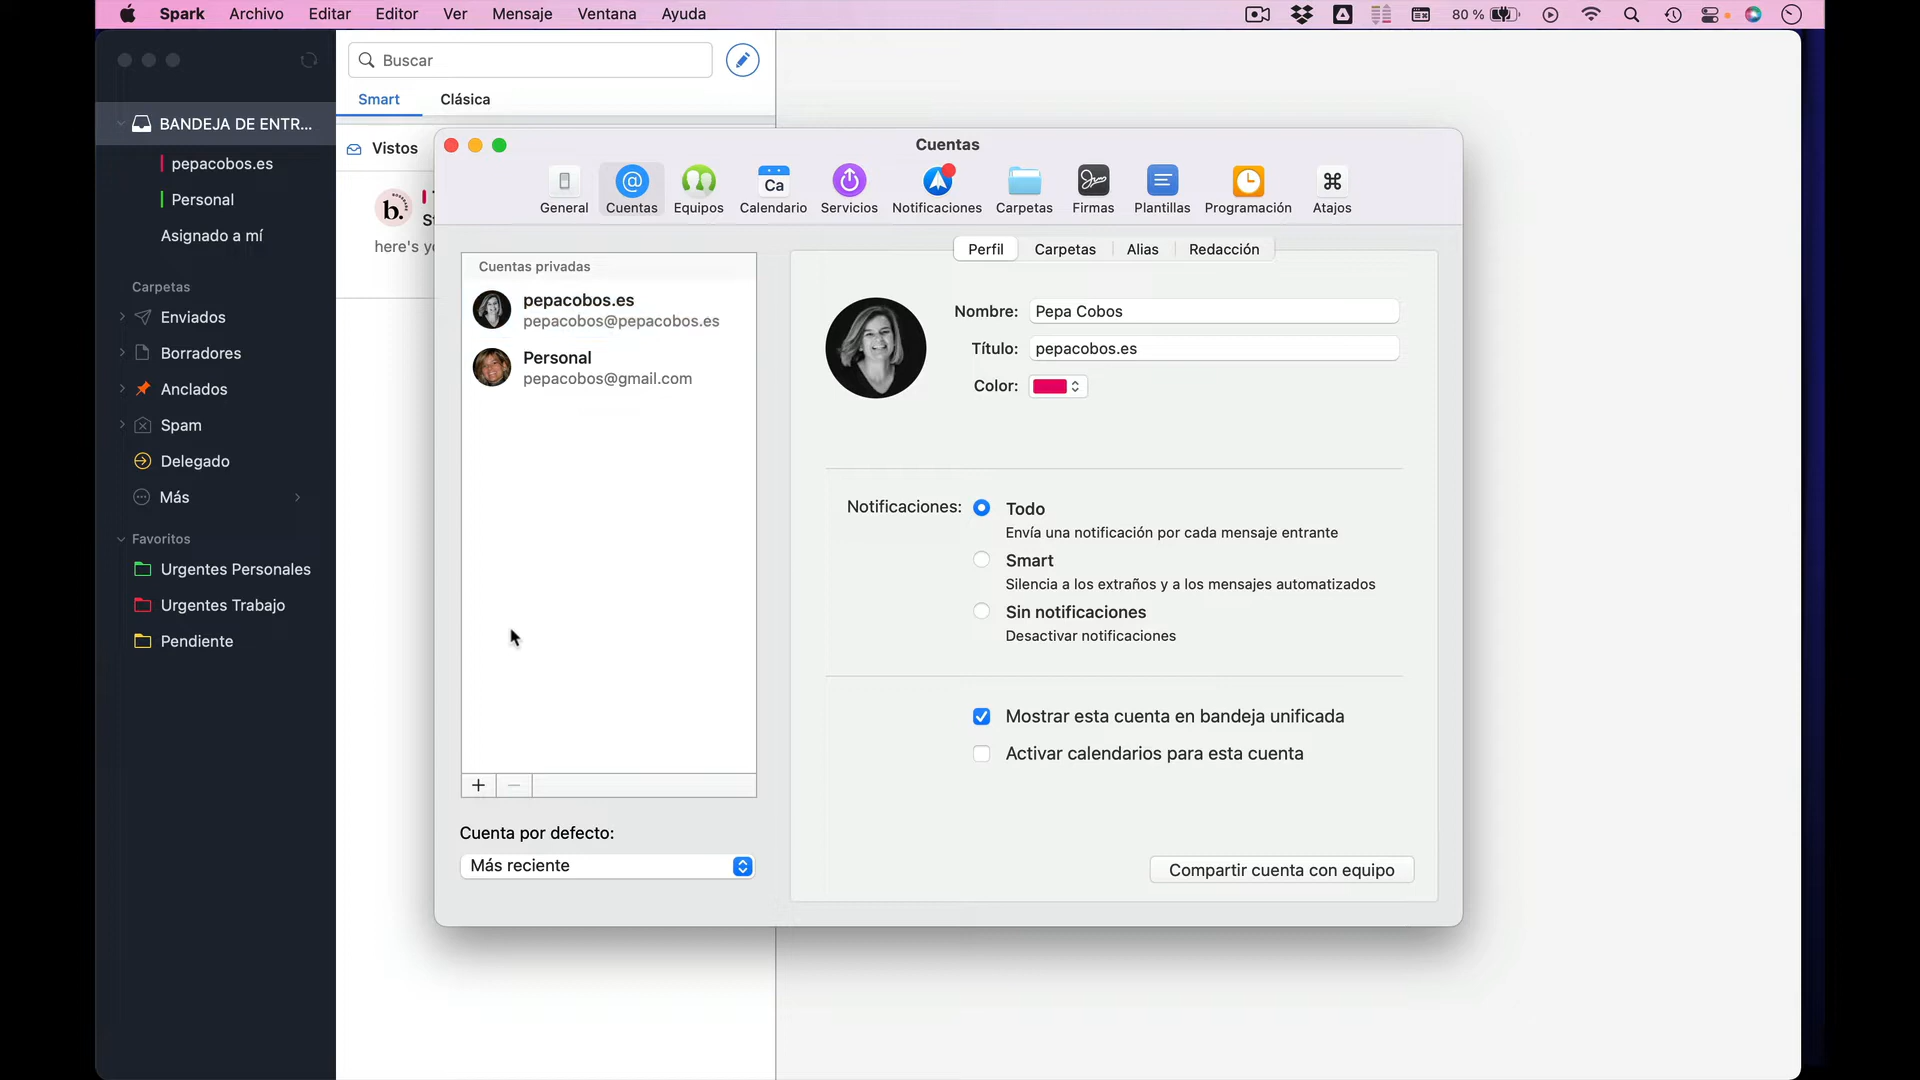 Spark Archivo Editar Editor Ver Mensaje Ventana Ayuda
80 %
Buscar
Smart Clásica
BANDEJA DE ENTR...
pepacobos.es
Personal
Asignado a mí
Carpetas
Enviados
Borradores
Anclados
Spam
Delegado
Más
Favoritos
Urgentes Personales
Urgentes Trabajo
Pendiente
Vistos
b.
here's yo
Cuentas
Ca
General Cuentas Equipos Calendario Servicios Notificaciones Carpetas Firmas Plantillas Programación Atajos
Cuentas privadas
pepacobos.es
pepacobos@pepacobos.es
Personal
pepacobos@gmail.com
Cuenta por defecto:
Más reciente
Perfil Carpetas Alias Redacción
Nombre: Pepa Cobos
Título: pepacobos.es
Color:
Notificaciones: Todo
Envía una notificación por cada mensaje entrante
Smart
Silencia a los extraños y a los mensajes automatizados
Sin notificaciones
Desactivar notificaciones
Mostrar esta cuenta en bandeja unificada
Activar calendarios para esta cuenta
Compartir cuenta con equipo